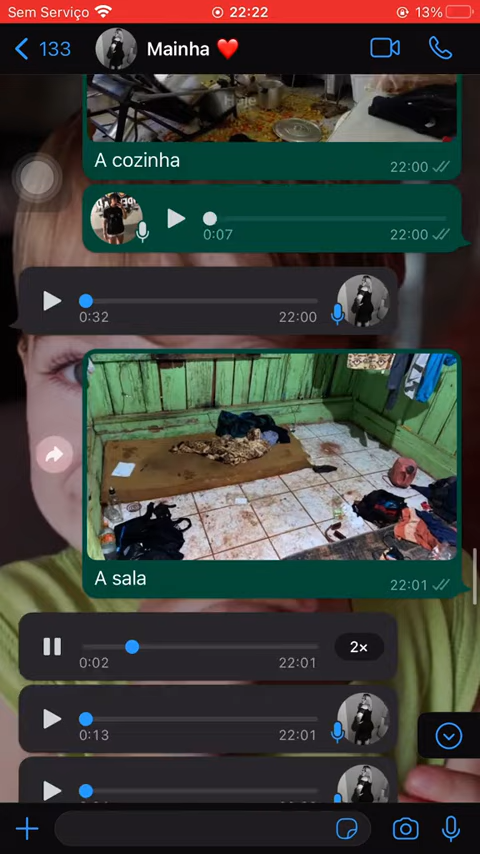 Sem Serviço
22:22
13%
133
Mainha ❤️
Hoje
A cozinha
22:00
0:07
22:00
0:32
22:00
A sala
22:01
2×
0:02
22:01
0:13
22:01